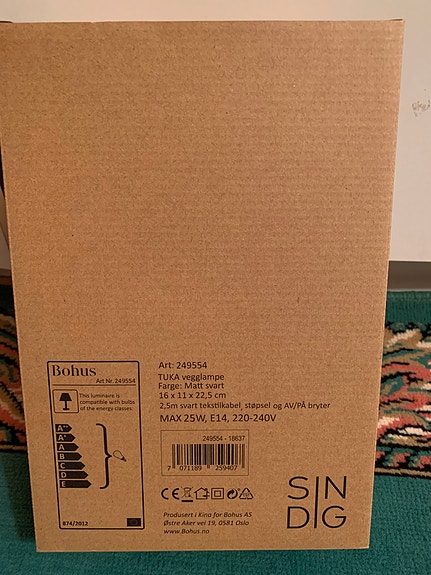 Bohus
Art Nr. 249554
This luminaire is
compatible with bulbs
of the energy classes:
A++
A+
A
B
C
D
E
874/2012
Art: 249554
TUKA vegglampe
Farge: Matt svart
16 x 11 x 22,5 cm
2,5m svart tekstilkabel, støpsel og AV/PÅ bryter
MAX 25W, E14, 220-240V
249554 - 18637
7 071189 259407
CE
Produsert i Kina for Bohus AS
Østre Aker vei 19, 0581 Oslo
www.Bohus.no
SIN
DIG